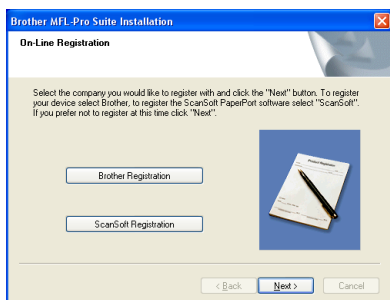 Brother MFL-Pro Suite Installation
On-Line Registration
Select the company you would like to register with and click the "Next" button. To register
your device select Brother, to register the ScanSoft PaperPort software select "ScanSoft".
If you prefer not to register at this time click "Next".
Product Registration
Brother Registration
ScanSoft Registration
< Back
Next >
Cancel